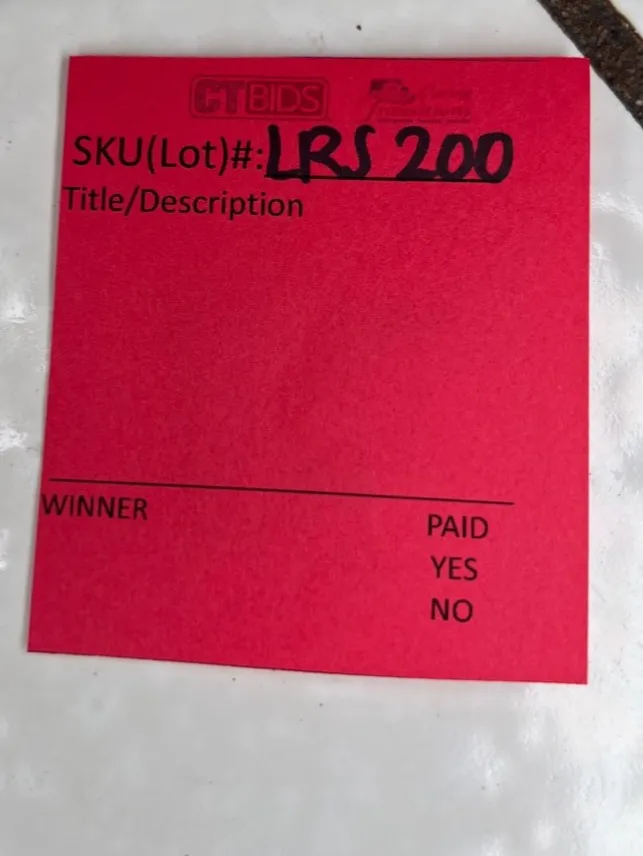 CTBIDS
SKU(Lot)#:LRS 200
Title/Description
WINNER
PAID
YES
NO